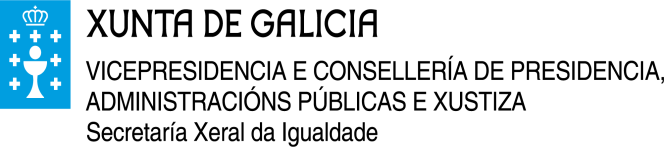 XUNTA DE GALICIA
VICEPRESIDENCIA E CONSELLERÍA DE PRESIDENCIA,
ADMINISTRACIÓNS PÚBLICAS E XUSTIZA
Secretaría Xeral da Igualdade